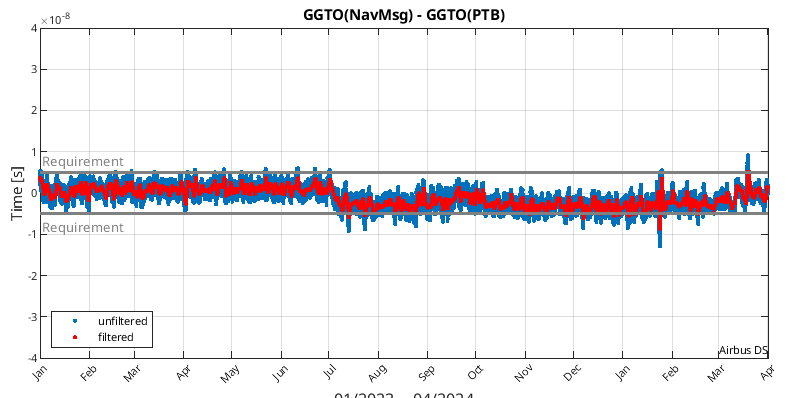 GGTO(NavMsg) - GGTO(PTB)
×10⁻⁸
4
3
2
1
0
-1
-2
-3
-4
Time [s]
Requirement
Requirement
unfiltered
filtered
Airbus DS
Jan Feb Mar Apr May Jun Jul Aug Sep Oct Nov Dec Jan Feb Mar Apr